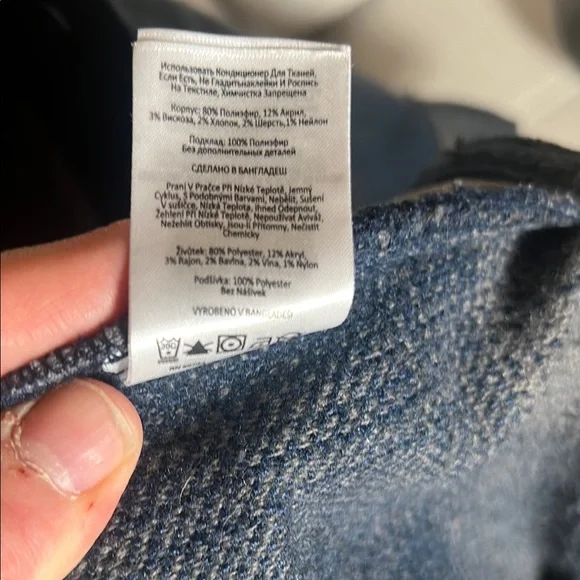 Использовать Кондиционер Для Тканей,
Если Есть, Не Гладить Наклейки И Роспись
На Текстиле, Химчистка Запрещена
Корпус: 80% Полиэфир, 12% Акрил,
3% Вискоза, 2% Хлопок, 2% Шерсть,1% Нейлон
Подклад: 100% Полиэфир
Без дополнительных деталей
СДЕЛАНО В БАНГЛАДЕШ
Praní V Pračce Při Nízké Teplotě, Jemný
Cyklus, S Podobnými Barvami, Nebělit, Sušení
V sušičce, Nízká Teplota, Ihned Odepnout,
Žehlení Při Nízké Teplotě, Nepoužívat Aviváž,
Nežehlit Obtisky, Jsou-li Přítomny, Nečistit
Chemicky
Živůtek: 80% Polyester, 12% Akryl,
3% Rajon, 2% Bavlna, 2% Vlna, 1% Nylon
Podšívka: 100% Polyester
Bez Nášivek
VYROBENO V BANGLADÉŠI
30C